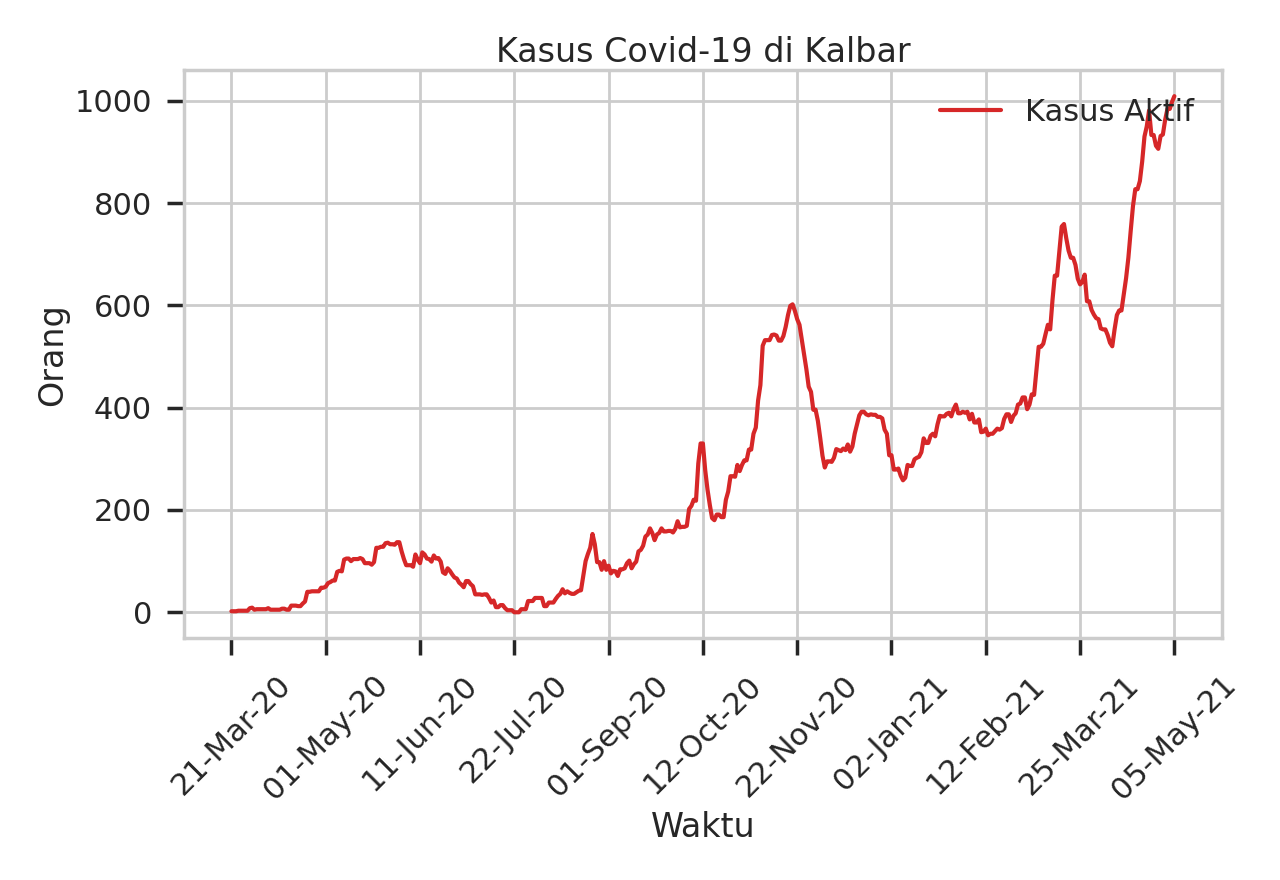 Kasus Covid-19 di Kalbar
Kasus Aktif
1000
800
600
400
200
0
Orang
21-Mar-20
01-May-20
11-Jun-20
22-Jul-20
01-Sep-20
12-Oct-20
22-Nov-20
02-Jan-21
12-Feb-21
25-Mar-21
05-May-21
Waktu